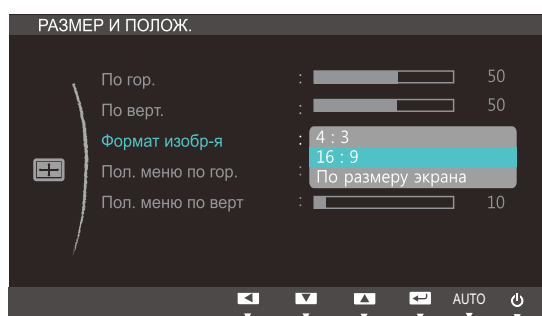 РАЗМЕР И ПОЛОЖ.
По гор. : 50
По верт. : 50
Формат изобр-я : 4 : 3
16 : 9
Пол. меню по гор. : По размеру экрана
Пол. меню по верт : 10
AUTO